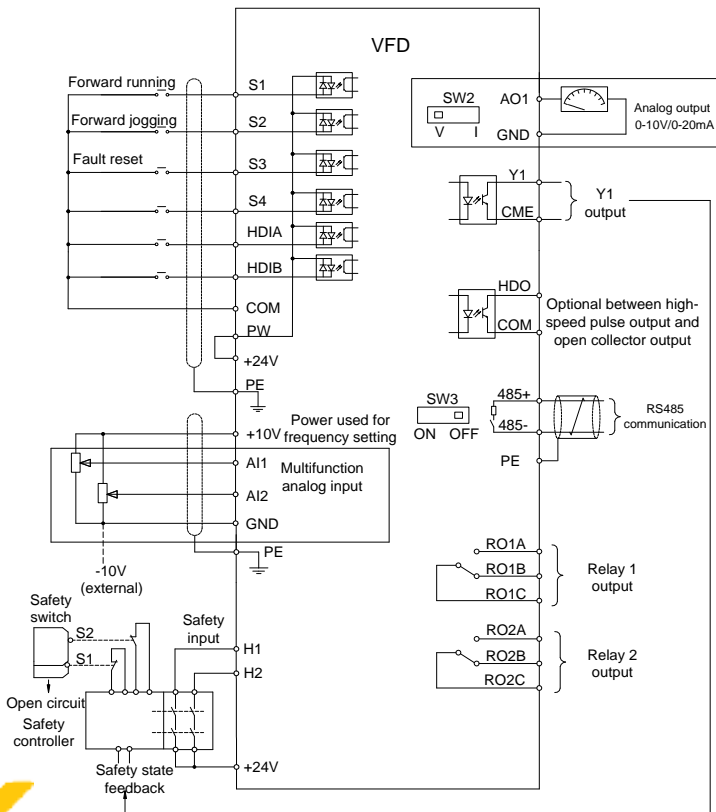 VFD
Forward running
S1
Forward jogging
S2
Fault reset
S3
S4
HDIA
HDIB
COM
PW
+24V
PE
SW2
V I
AO1
GND
Analog output
0-10V/0-20mA
Y1
CME
Y1
output
HDO
COM
Optional between high-
speed pulse output and
open collector output
SW3
ON OFF
485+
485-
PE
RS485
communication
+10V
Power used for
frequency setting
AI1
AI2
Multifunction
analog input
GND
PE
-10V
(external)
RO1A
RO1B
RO1C
Relay 1
output
RO2A
RO2B
RO2C
Relay 2
output
Safety
switch
S2
S1
Open circuit
Safety
controller
Safety
input
H1
H2
+24V
Safety state
feedback